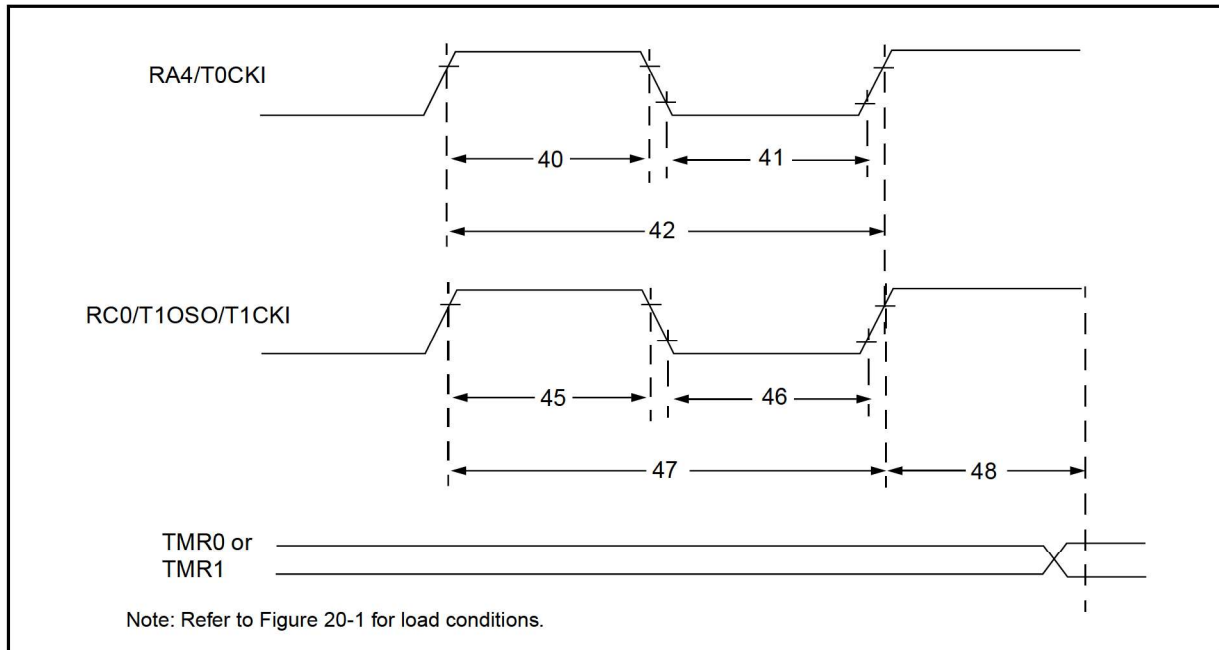 RA4/T0CKI
40
41
42
RC0/T1OSO/T1CKI
45
46
47
48
TMR0 or
TMR1
Note: Refer to Figure 20-1 for load conditions.